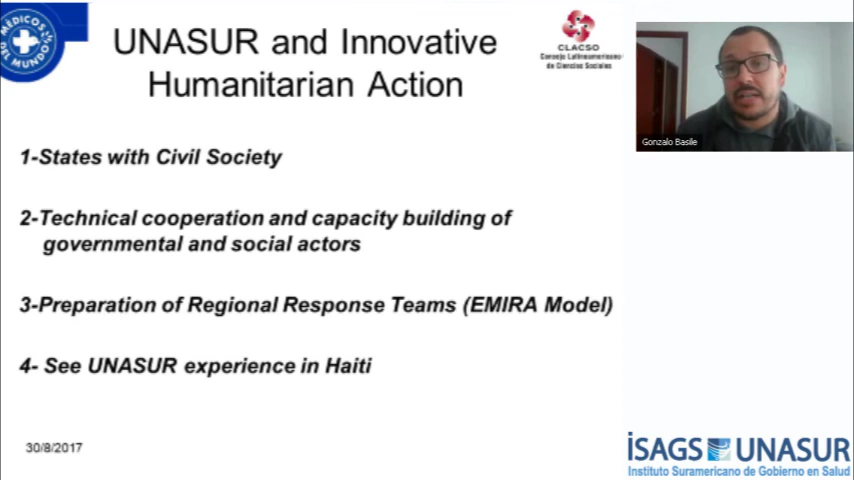 MÉDICOS DEL MUNDO
UNASUR and Innovative
Humanitarian Action
CLACSO
Consejo Latinoamericano
de Ciencias Sociales
Gonzalo Basile
1-States with Civil Society
2-Technical cooperation and capacity building of
governmental and social actors
3-Preparation of Regional Response Teams (EMIRA Model)
4- See UNASUR experience in Haiti
30/8/2017
iSAGS UNASUR
Instituto Suramericano de Gobierno en Salud